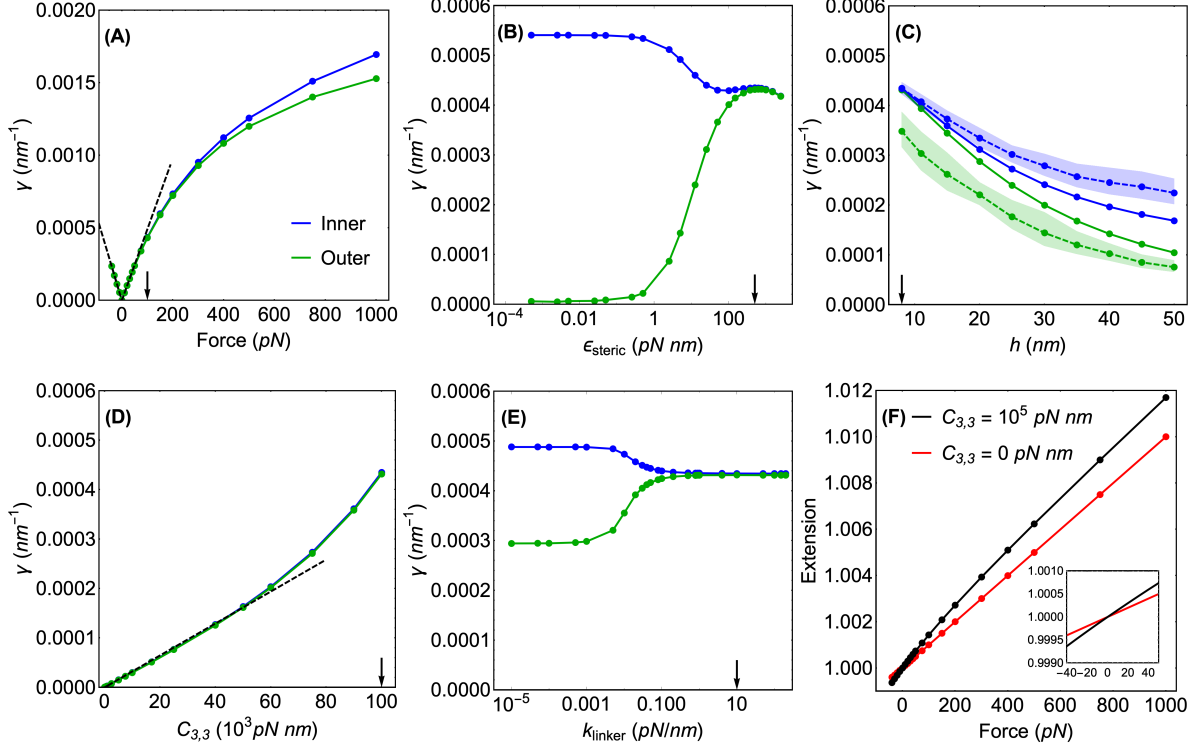 (A)
0.0020
0.0015
0.0010
0.0005
0.0000
γ (nm⁻¹)
Inner
Outer
0 200 400 600 800 1000
Force (pN)
(B)
0.0006
0.0005
0.0004
0.0003
0.0002
0.0001
0.0000
γ (nm⁻¹)
10⁻⁴ 0.01 1 100
ϵsteric (pN nm)
(C)
0.0006
0.0005
0.0004
0.0003
0.0002
0.0001
0.0000
γ (nm⁻¹)
10 20 30 40 50
h (nm)
(D)
0.0006
0.0005
0.0004
0.0003
0.0002
0.0001
0.0000
γ (nm⁻¹)
0 20 40 60 80 100
C3,3 (10³pN nm)
(E)
0.0006
0.0005
0.0004
0.0003
0.0002
0.0001
0.0000
γ (nm⁻¹)
10⁻⁵ 0.001 0.100 10
klinker (pN/nm)
(F)
1.012
1.010
1.008
1.006
1.004
1.002
1.000
Extension
C3,3 = 10⁵ pN nm
C3,3 = 0 pN nm
1.0010
1.0005
1.0000
0.9995
0.9990
−40 −20 0 20 40
0 200 400 600 800 1000
Force (pN)